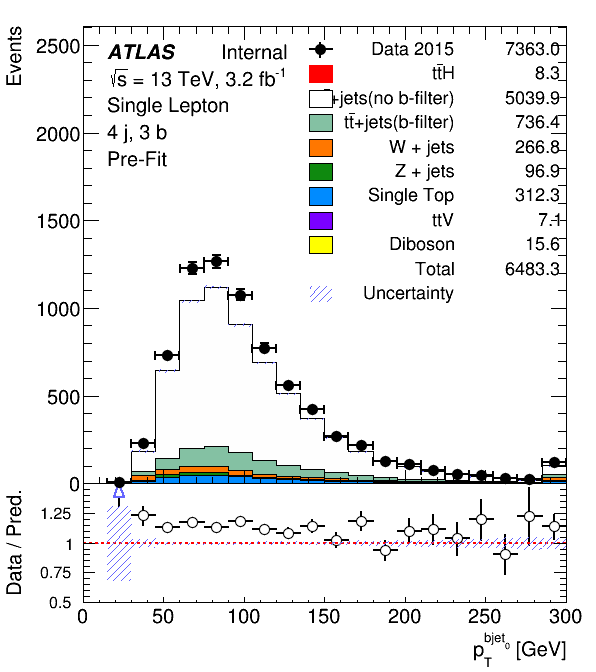 Events
2500
2000
1500
1000
500
0
ATLAS Internal
√s = 13 TeV, 3.2 fb⁻¹
Single Lepton
4 j, 3 b
Pre-Fit
Data 2015 7363.0
tt̄H 8.3
+jets(no b-filter) 5039.9
tt̄+jets(b-filter) 736.4
W + jets 266.8
Z + jets 96.9
Single Top 312.3
ttV 7.1
Diboson 15.6
Total 6483.3
Uncertainty
Data / Pred.
1.25
1
0.75
0.5
0 50 100 150 200 250 300
p_T^bjet₀ [GeV]